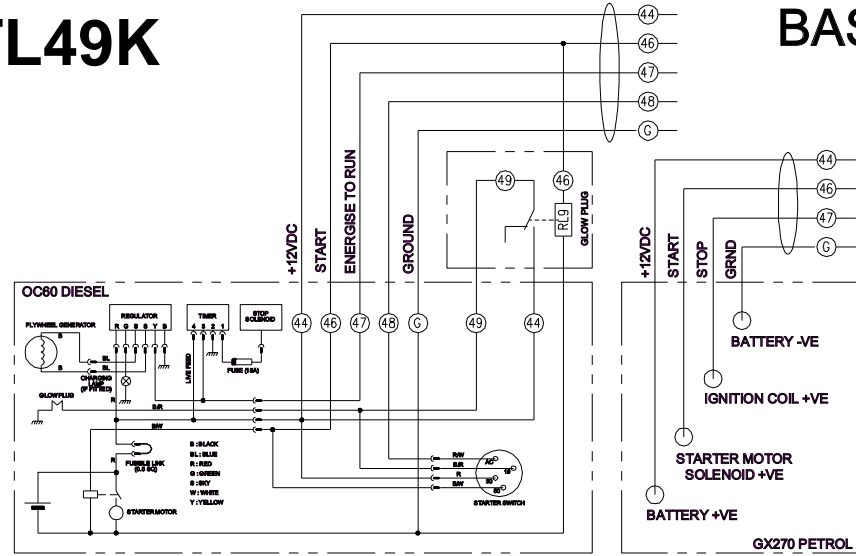 TL49K
BAS
44
46
47
48
G
49
46
RL9
GLOW PLUG
+12VDC
START
ENERGISE TO RUN
GROUND
44
46
47
G
+12VDC
START
STOP
GRND
BATTERY -VE
IGNITION COIL +VE
STARTER MOTOR
SOLENOID +VE
BATTERY +VE
GX270 PETROL
OC60 DIESEL
REGULATOR
R G S S Y B
TIMER
4 3 2 1
STOP
SOLENOID
44
46
47
48
G
49
44
FLYWHEEL GENERATOR
B
B
BL
BL
CHARGING
LAMP
(IF FITTED)
LIVE FEED
FUSE (15A)
GLOWPLUG
R
B/R
B/W
R
FUSIBLE LINK
(0.5 SQ)
B : BLACK
BL : BLUE
R : RED
G : GREEN
S : SKY
W : WHITE
Y : YELLOW
STARTER MOTOR
R/W
B/R
R
B/W
AC
30
50
STARTER SWITCH